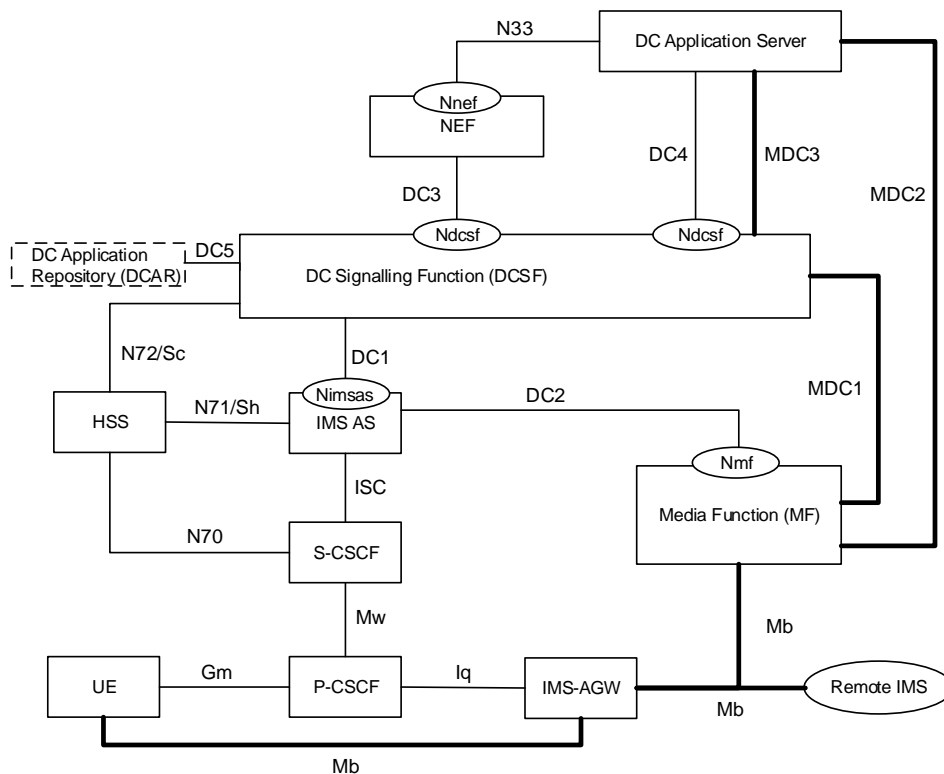 N33
DC Application Server
Nnef
NEF
DC4
MDC3
MDC2
DC3
Ndcsf
Ndcsf
DC Application
Repository (DCAR)
DC5
DC Signalling Function (DCSF)
N72/Sc
DC1
MDC1
DC2
N71/Sh
Nimsas
HSS
IMS AS
Nmf
ISC
Media Function (MF)
N70
S-CSCF
Mw
Mb
UE
Gm
P-CSCF
Iq
IMS-AGW
Remote IMS
Mb
Mb